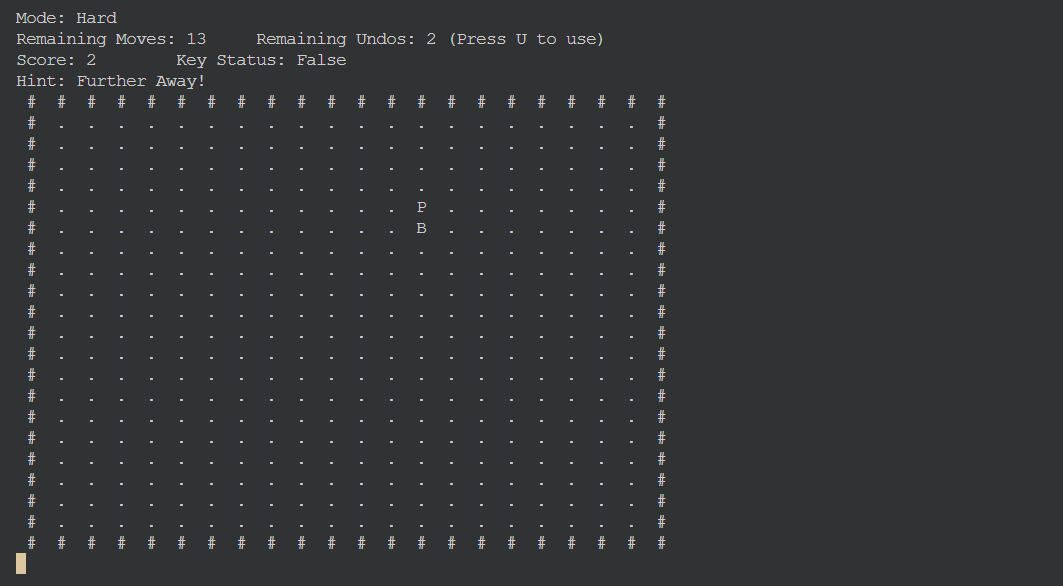 Mode: Hard
Remaining Moves: 13     Remaining Undos: 2 (Press U to use)
Score: 2        Key Status: False
Hint: Further Away!
 #  #  #  #  #  #  #  #  #  #  #  #  #  #  #  #  #  #  #  #  #  #
 #  .  .  .  .  .  .  .  .  .  .  .  .  .  .  .  .  .  .  .  .  #
 #  .  .  .  .  .  .  .  .  .  .  .  .  .  .  .  .  .  .  .  .  #
 #  .  .  .  .  .  .  .  .  .  .  .  .  .  .  .  .  .  .  .  .  #
 #  .  .  .  .  .  .  .  .  .  .  .  .  .  .  .  .  .  .  .  .  #
 #  .  .  .  .  .  .  .  .  .  .  .  .  P  .  .  .  .  .  .  .  #
 #  .  .  .  .  .  .  .  .  .  .  .  .  B  .  .  .  .  .  .  .  #
 #  .  .  .  .  .  .  .  .  .  .  .  .  .  .  .  .  .  .  .  .  #
 #  .  .  .  .  .  .  .  .  .  .  .  .  .  .  .  .  .  .  .  .  #
 #  .  .  .  .  .  .  .  .  .  .  .  .  .  .  .  .  .  .  .  .  #
 #  .  .  .  .  .  .  .  .  .  .  .  .  .  .  .  .  .  .  .  .  #
 #  .  .  .  .  .  .  .  .  .  .  .  .  .  .  .  .  .  .  .  .  #
 #  .  .  .  .  .  .  .  .  .  .  .  .  .  .  .  .  .  .  .  .  #
 #  .  .  .  .  .  .  .  .  .  .  .  .  .  .  .  .  .  .  .  .  #
 #  .  .  .  .  .  .  .  .  .  .  .  .  .  .  .  .  .  .  .  .  #
 #  .  .  .  .  .  .  .  .  .  .  .  .  .  .  .  .  .  .  .  .  #
 #  .  .  .  .  .  .  .  .  .  .  .  .  .  .  .  .  .  .  .  .  #
 #  .  .  .  .  .  .  .  .  .  .  .  .  .  .  .  .  .  .  .  .  #
 #  .  .  .  .  .  .  .  .  .  .  .  .  .  .  .  .  .  .  .  .  #
 #  .  .  .  .  .  .  .  .  .  .  .  .  .  .  .  .  .  .  .  .  #
 #  .  .  .  .  .  .  .  .  .  .  .  .  .  .  .  .  .  .  .  .  #
 #  #  #  #  #  #  #  #  #  #  #  #  #  #  #  #  #  #  #  #  #  #